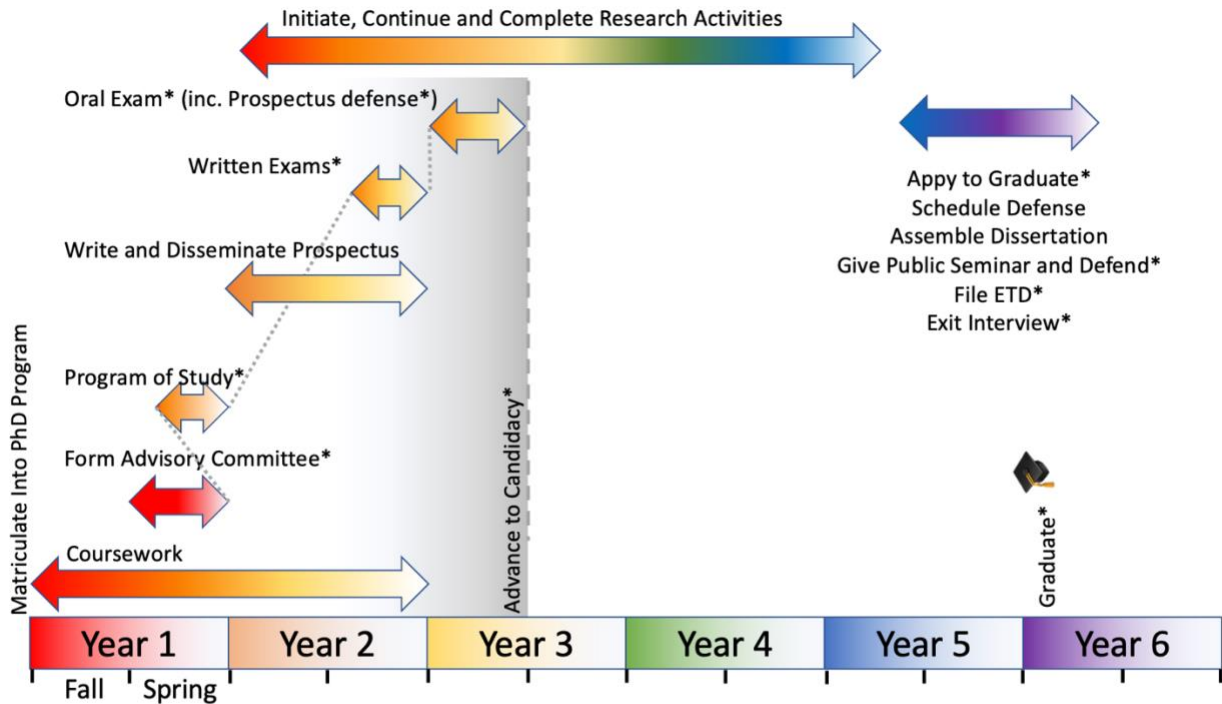 Initiate, Continue and Complete Research Activities
Oral Exam* (inc. Prospectus defense*)
Written Exams*
Write and Disseminate Prospectus
Program of Study*
Form Advisory Committee*
Coursework
Matriculate Into PhD Program
Advance to Candidacy*
Appy to Graduate*
Schedule Defense
Assemble Dissertation
Give Public Seminar and Defend*
File ETD*
Exit Interview*
Graduate*
Year 1 Year 2 Year 3 Year 4 Year 5 Year 6
Fall Spring